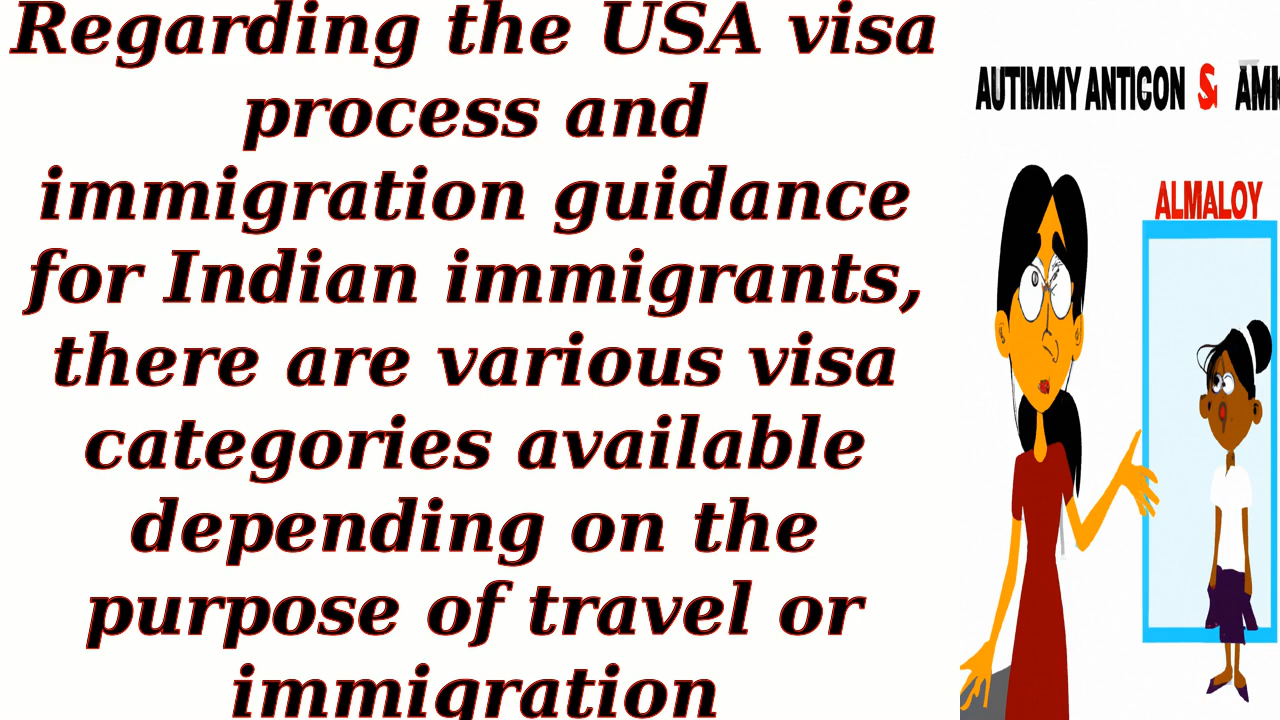 Regarding the USA visa
process and
immigration guidance
for Indian immigrants,
there are various visa
categories available
depending on the
purpose of travel or
immigration
AUTIMMY ANTICON &
ALMALOY